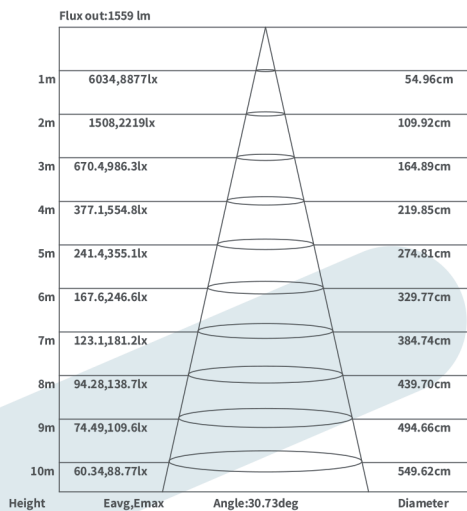 Flux out:1559 lm
1m 6034,8877lx 54.96cm
2m 1508,2219lx 109.92cm
3m 670.4,986.3lx 164.89cm
4m 377.1,554.8lx 219.85cm
5m 241.4,355.1lx 274.81cm
6m 167.6,246.6lx 329.77cm
7m 123.1,181.2lx 384.74cm
8m 94.28,138.7lx 439.70cm
9m 74.49,109.6lx 494.66cm
10m 60.34,88.77lx 549.62cm
Height Eavg,Emax Angle:30.73deg Diameter